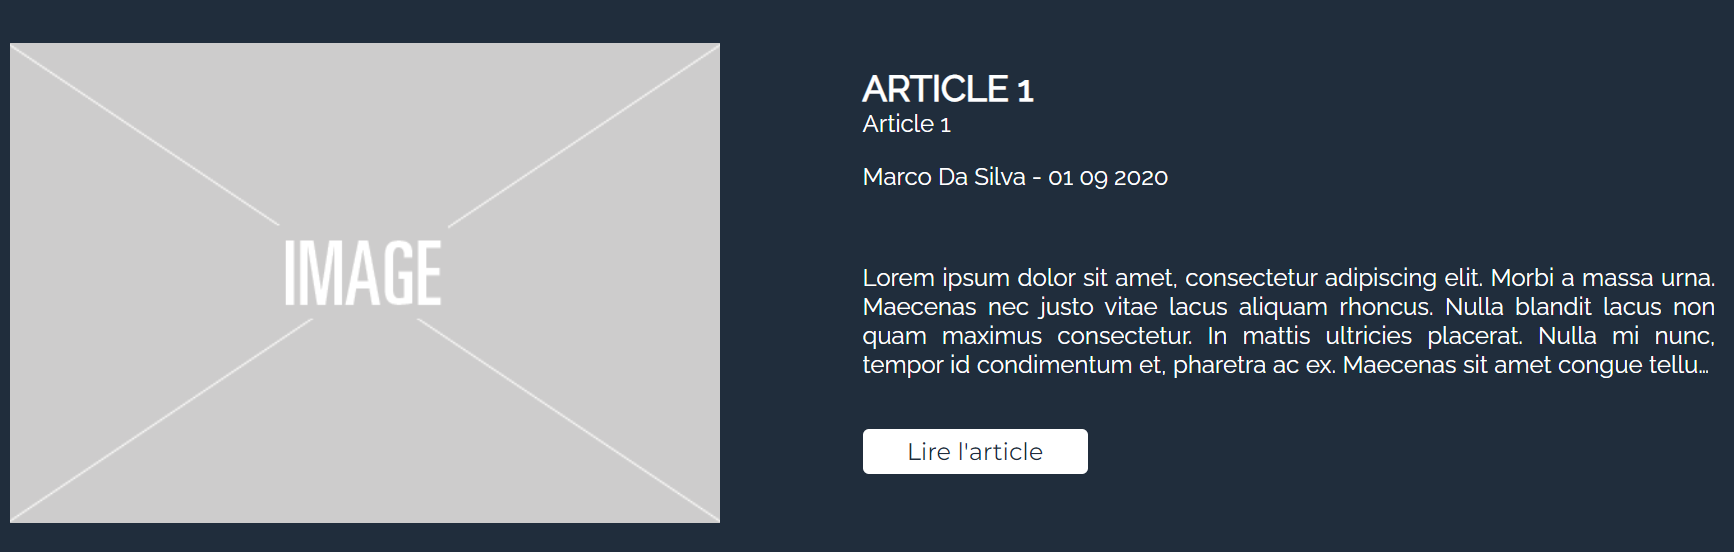 IMAGE
ARTICLE 1
Article 1
Marco Da Silva - 01 09 2020
Lorem ipsum dolor sit amet, consectetur adipiscing elit. Morbi a massa urna.
Maecenas nec justo vitae lacus aliquam rhoncus. Nulla blandit lacus non
quam maximus consectetur. In mattis ultricies placerat. Nulla mi nunc,
tempor id condimentum et, pharetra ac ex. Maecenas sit amet congue tellu...
Lire l'article